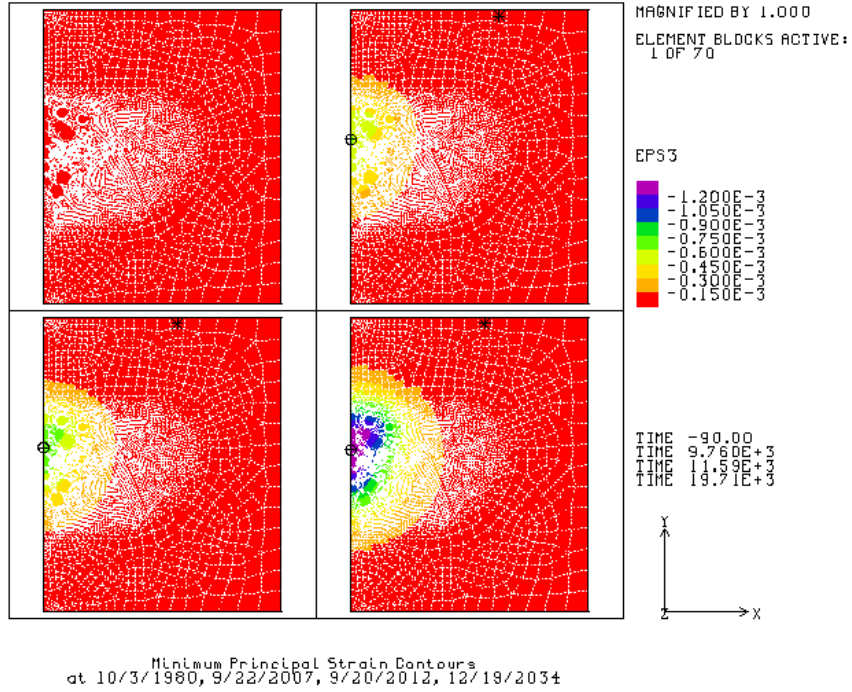 MAGNIFIED BY 1.000
ELEMENT BLOCKS ACTIVE:
1 OF 70
EPS3
-1.200E-3
-1.050E-3
-0.900E-3
-0.750E-3
-0.600E-3
-0.450E-3
-0.300E-3
-0.150E-3
TIME -90.00
TIME 9.760E+3
TIME 11.59E+3
TIME 19.71E+3
Y
Z X
Minimum Principal Strain Contours
at 10/3/1980, 9/22/2007, 9/20/2012, 12/19/2034